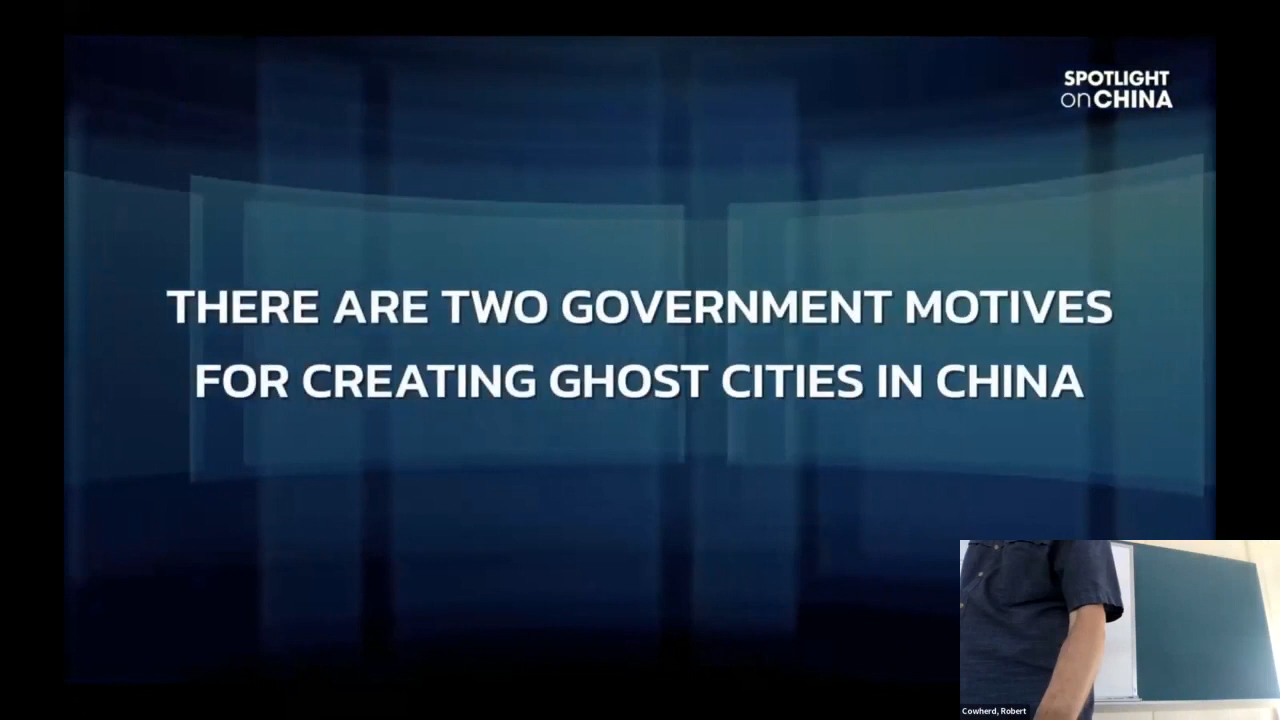 SPOTLIGHT
onCHINA
THERE ARE TWO GOVERNMENT MOTIVES
FOR CREATING GHOST CITIES IN CHINA
Cowherd, Robert